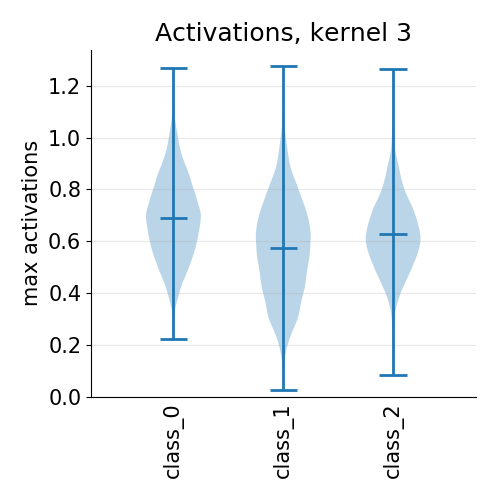 Activations, kernel 3
max activations
1.2
1.0
0.8
0.6
0.4
0.2
0.0
class_0
class_1
class_2